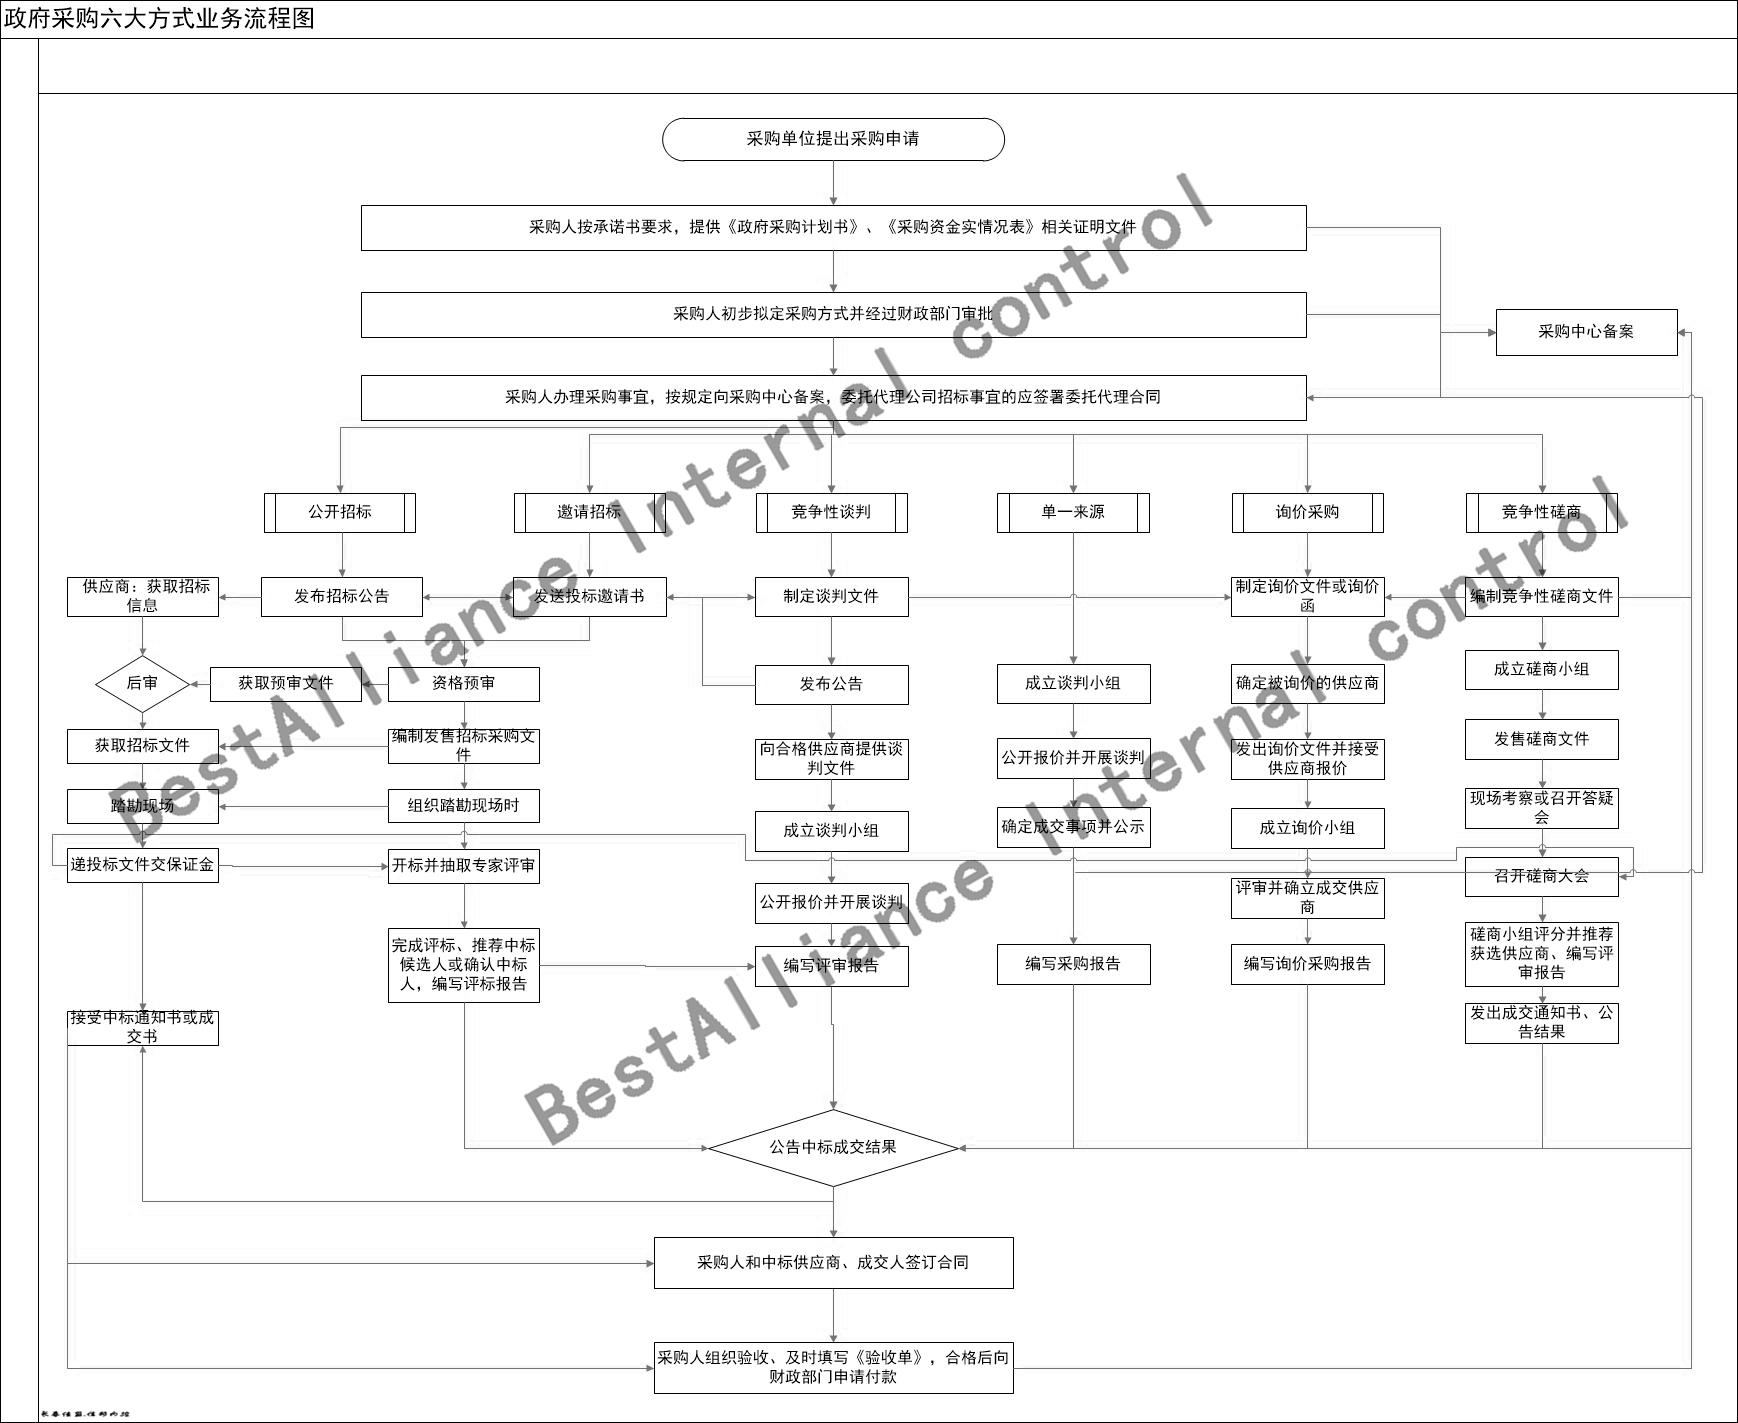 政府采购六大方式业务流程图
采购单位提出采购申请
采购人按承诺书要求，提供《政府采购计划书》、《采购资金实情况表》相关证明文件
采购人初步拟定采购方式并经过财政部门审批
采购中心备案
采购人办理采购事宜，按规定向采购中心备案，委托代理公司招标事宜的应签署委托代理合同
公开招标
邀请招标
竞争性谈判
单一来源
询价采购
竞争性磋商
供应商：获取招标
信息
发布招标公告
发送投标邀请书
制定谈判文件
制定询价文件或询价
函
编制竞争性磋商文件
后审
获取预审文件
资格预审
发布公告
成立谈判小组
确定被询价的供应商
成立磋商小组
获取招标文件
编制发售招标采购文
件
向合格供应商提供谈
判文件
公开报价并开展谈判
发出询价文件并接受
供应商报价
发售磋商文件
踏勘现场
组织踏勘现场时
成立谈判小组
确定成交事项并公示
成立询价小组
现场考察或召开答疑
会
递投标文件交保证金
开标并抽取专家评审
公开报价并开展谈判
评审并确立成交供应
商
召开磋商大会
完成评标、推荐中标
候选人或确认中标
人，编写评标报告
编写评审报告
编写采购报告
编写询价采购报告
磋商小组评分并推荐
获选供应商、编写评
审报告
接受中标通知书或成
交书
发出成交通知书、公
告结果
公告中标成交结果
采购人和中标供应商、成交人签订合同
采购人组织验收、及时填写《验收单》，合格后向
财政部门申请付款
BestAlliance Internal control
BestAlliance Internal control